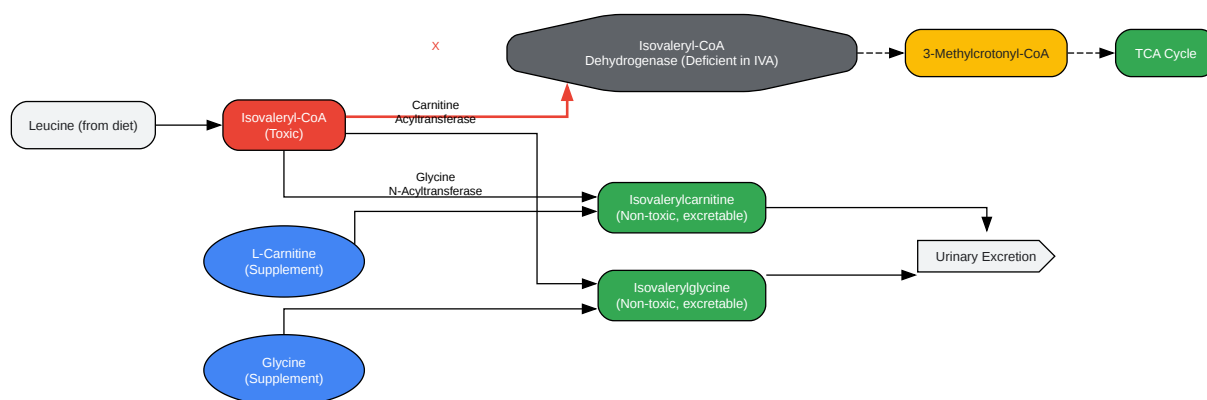 x
Isovaleryl-CoA
Dehydrogenase (Deficient in IVA)
3-Methylcrotonyl-CoA
TCA Cycle
Leucine (from diet)
Isovaleryl-CoA
(Toxic)
Carnitine
Acyltransferase
Glycine
N-Acyltransferase
Isovalerylcarnitine
(Non-toxic, excretable)
L-Carnitine
(Supplement)
Urinary Excretion
Isovalerylglycine
(Non-toxic, excretable)
Glycine
(Supplement)